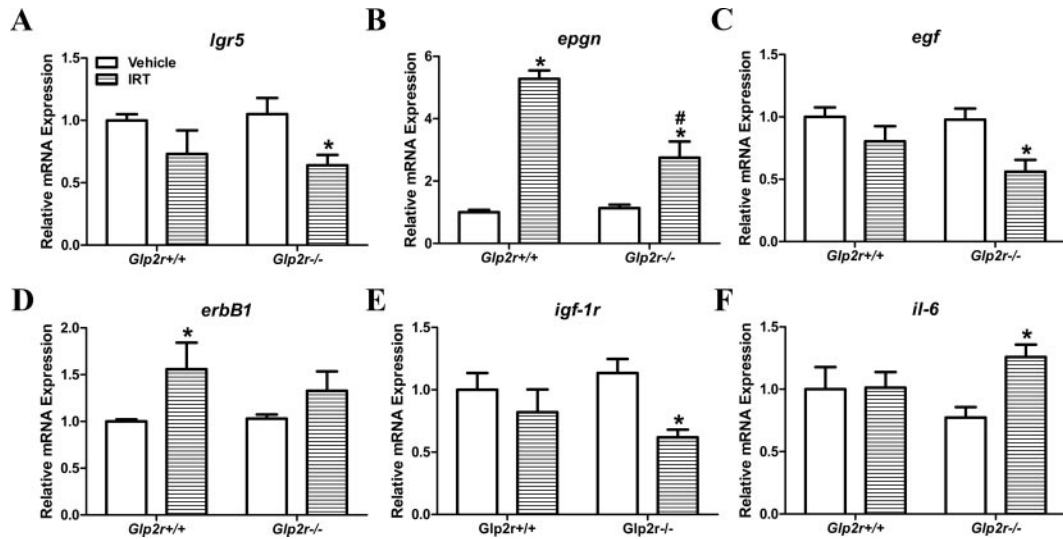 A
lgr5
Relative mRNA Expression
1.5
1.0
0.5
0.0
Vehicle
IRT
*
Glp2r+/+
Glp2r-/-
B
epgn
Relative mRNA Expression
6
4
2
0
*
#
*
Glp2r+/+
Glp2r-/-
C
egf
Relative mRNA Expression
1.5
1.0
0.5
0.0
*
Glp2r+/+
Glp2r-/-
D
erbB1
Relative mRNA Expression
2.0
1.5
1.0
0.5
0.0
*
Glp2r+/+
Glp2r-/-
E
igf-1r
Relative mRNA Expression
1.5
1.0
0.5
0.0
*
Glp2r+/+
Glp2r-/-
F
il-6
Relative mRNA Expression
1.5
1.0
0.5
0.0
*
Glp2r+/+
Glp2r-/-